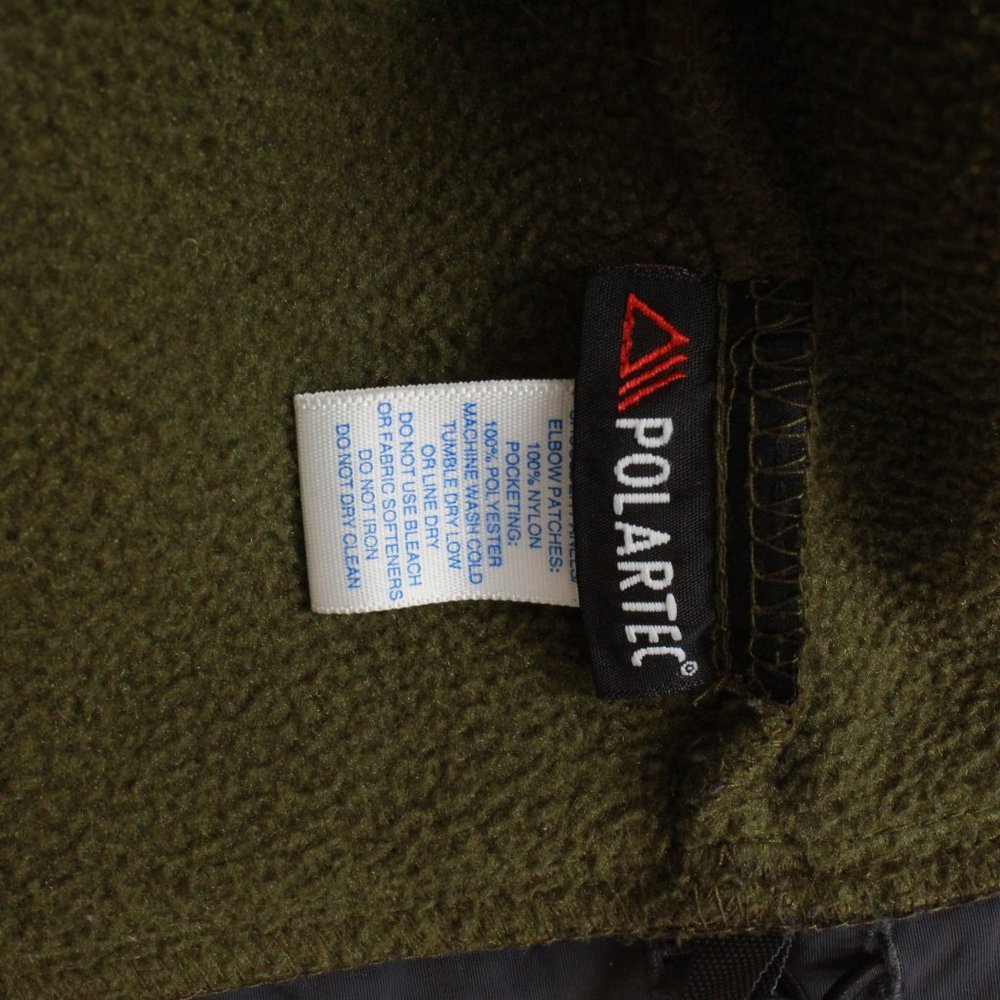 POLARTEC®
ELBOW PATCHES:
100% NYLON
POCKETING:
100% POLYESTER
MACHINE WASH COLD
TUMBLE DRY LOW
OR LINE DRY
DO NOT USE BLEACH
OR FABRIC SOFTENERS
DO NOT IRON
DO NOT DRY CLEAN